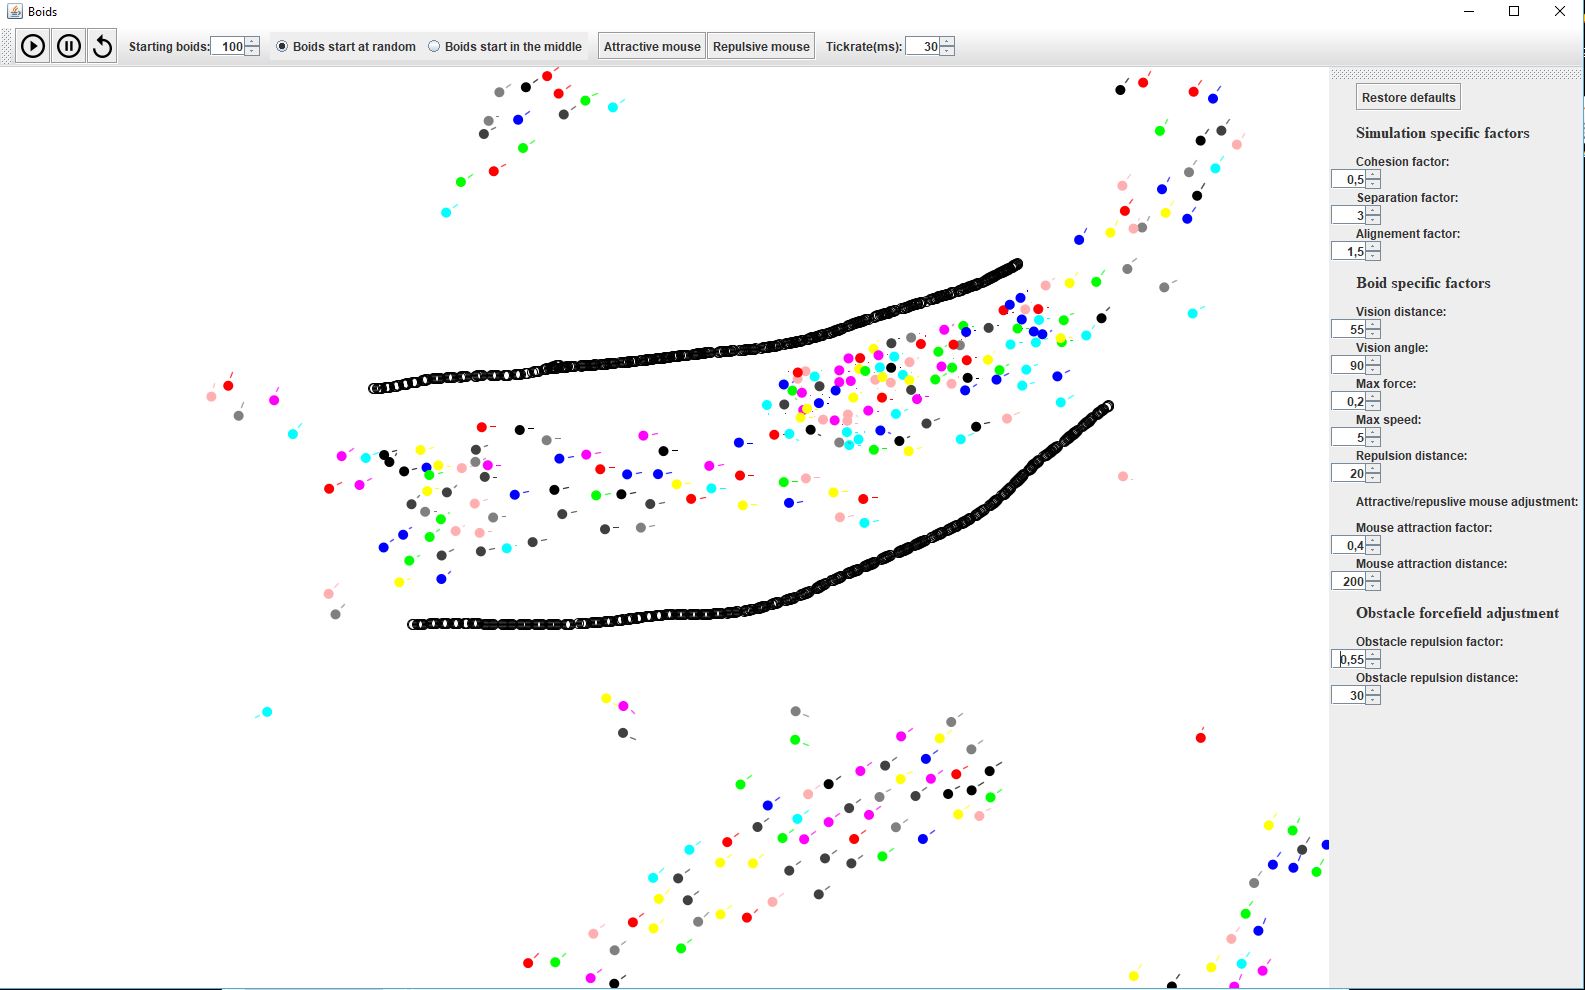 Boids
Starting boids: 100 Boids start at random Boids start in the middle Attractive mouse Repulsive mouse Tickrate(ms): 30
Restore defaults
Simulation specific factors
Cohesion factor:
0,5
Separation factor:
3
Alignement factor:
1,5
Boid specific factors
Vision distance:
55
Vision angle:
90
Max force:
0,2
Max speed:
5
Repulsion distance:
20
Attractive/repuslive mouse adjustment:
Mouse attraction factor:
0,4
Mouse attraction distance:
200
Obstacle forcefield adjustment
Obstacle repulsion factor:
0,55
Obstacle repulsion distance:
30